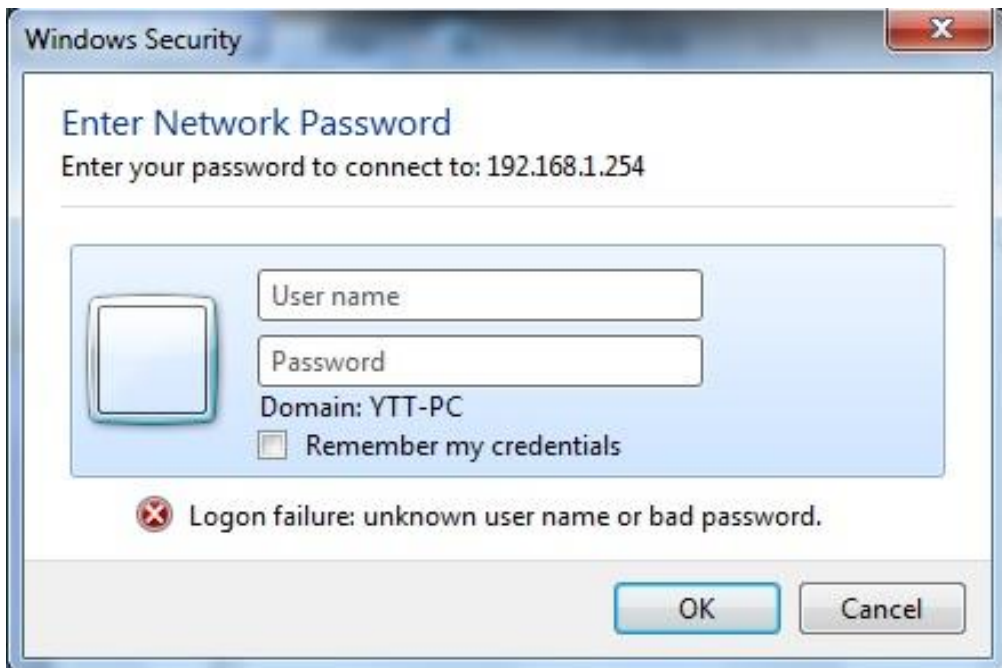 Windows Security
Enter Network Password
Enter your password to connect to: 192.168.1.254
User name
Password
Domain: YTT-PC
Remember my credentials
Logon failure: unknown user name or bad password.
OK Cancel